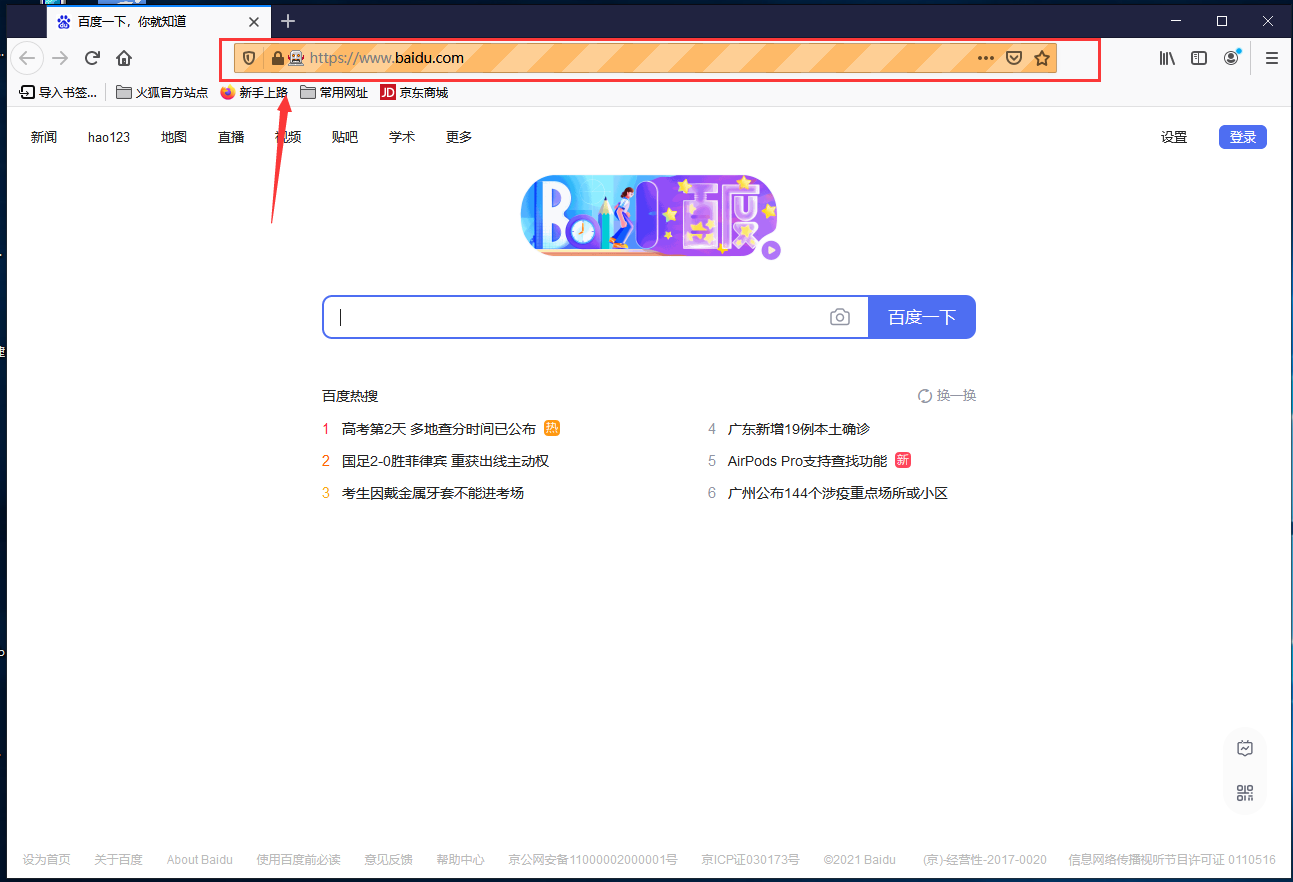 百度一下，你就知道
https://www.baidu.com
导入书签... 火狐官方站点 新手上路 常用网址 JD 京东商城
新闻 hao123 地图 直播 视频 贴吧 学术 更多 设置 登录
Bai 百度
百度一下
百度热搜 换一换
1 高考第2天 多地查分时间已公布 热
4 广东新增19例本土确诊
2 国足2-0胜菲律宾 重获出线主动权
5 AirPods Pro支持查找功能 新
3 考生因戴金属牙套不能进考场
6 广州公布144个涉疫重点场所或小区
设为首页 关于百度 About Baidu 使用百度前必读 意见反馈 帮助中心 京公网安备11000002000001号 京ICP证030173号 ©2021 Baidu (京)-经营性-2017-0020 信息网络传播视听节目许可证 0110516